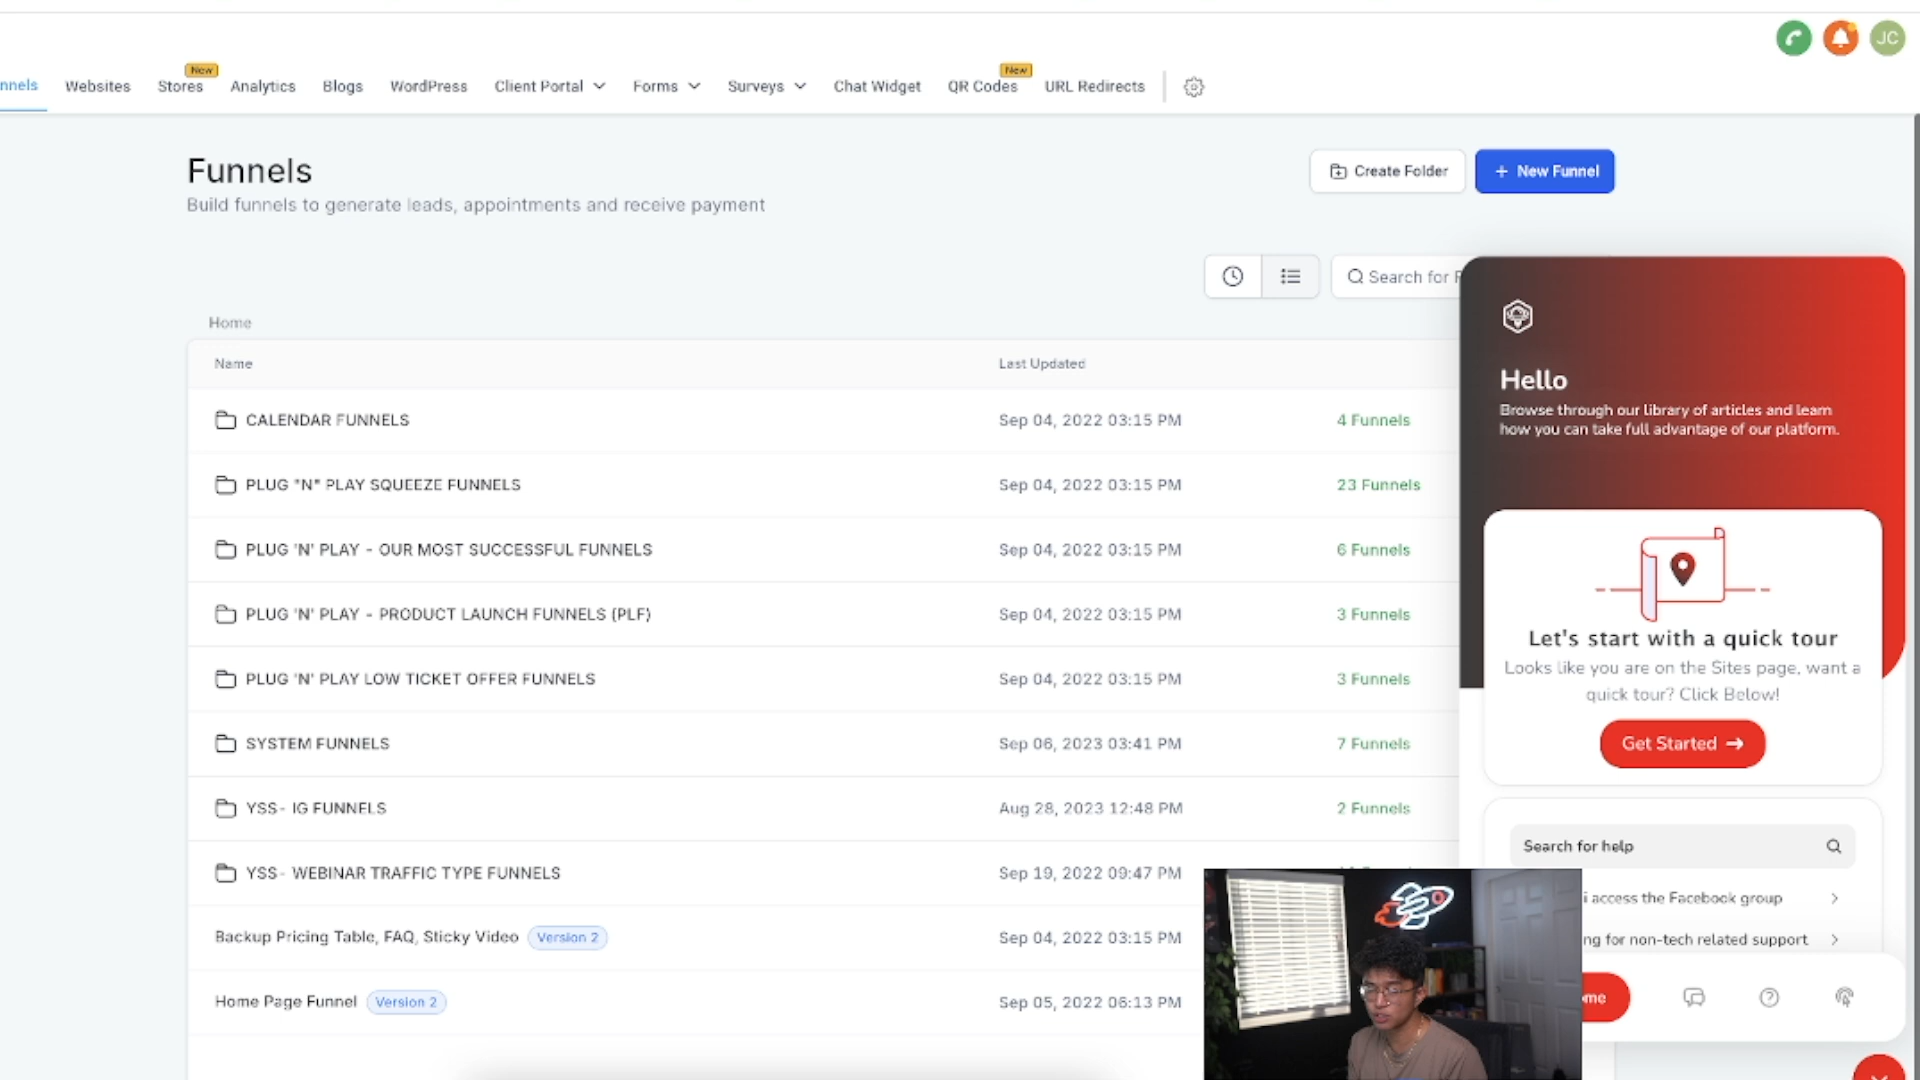 JC
nnels Websites Stores New Analytics Blogs WordPress Client Portal Forms Surveys Chat Widget QR Codes New URL Redirects
Funnels
Build funnels to generate leads, appointments and receive payment
Create Folder
+ New Funnel
Search for F
Home
Name Last Updated
CALENDAR FUNNELS Sep 04, 2022 03:15 PM 4 Funnels
PLUG "N" PLAY SQUEEZE FUNNELS Sep 04, 2022 03:15 PM 23 Funnels
PLUG 'N' PLAY - OUR MOST SUCCESSFUL FUNNELS Sep 04, 2022 03:15 PM 6 Funnels
PLUG 'N' PLAY - PRODUCT LAUNCH FUNNELS (PLF) Sep 04, 2022 03:15 PM 3 Funnels
PLUG 'N' PLAY LOW TICKET OFFER FUNNELS Sep 04, 2022 03:15 PM 3 Funnels
SYSTEM FUNNELS Sep 06, 2023 03:41 PM 7 Funnels
YSS- IG FUNNELS Aug 28, 2023 12:48 PM 2 Funnels
YSS- WEBINAR TRAFFIC TYPE FUNNELS Sep 19, 2022 09:47 PM
Backup Pricing Table, FAQ, Sticky Video Version 2 Sep 04, 2022 03:15 PM
Home Page Funnel Version 2 Sep 05, 2022 06:13 PM
Hello
Browse through our library of articles and learn
how you can take full advantage of our platform.
Let's start with a quick tour
Looks like you are on the Sites page, want a
quick tour? Click Below!
Get Started →
Search for help
i access the Facebook group
ng for non-tech related support
me